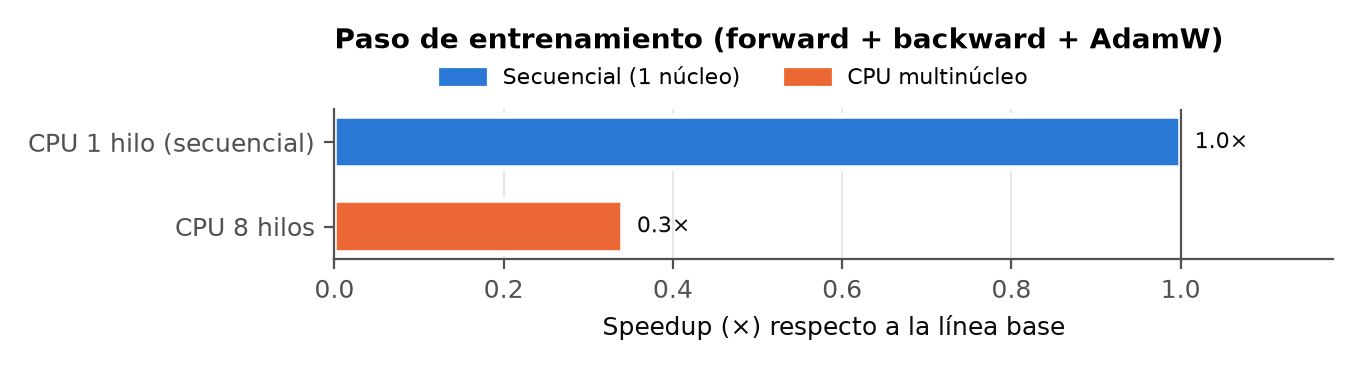 Paso de entrenamiento (forward + backward + AdamW)
Secuencial (1 núcleo) CPU multinúcleo
CPU 1 hilo (secuencial) 1.0×
CPU 8 hilos 0.3×
0.0 0.2 0.4 0.6 0.8 1.0
Speedup (×) respecto a la línea base